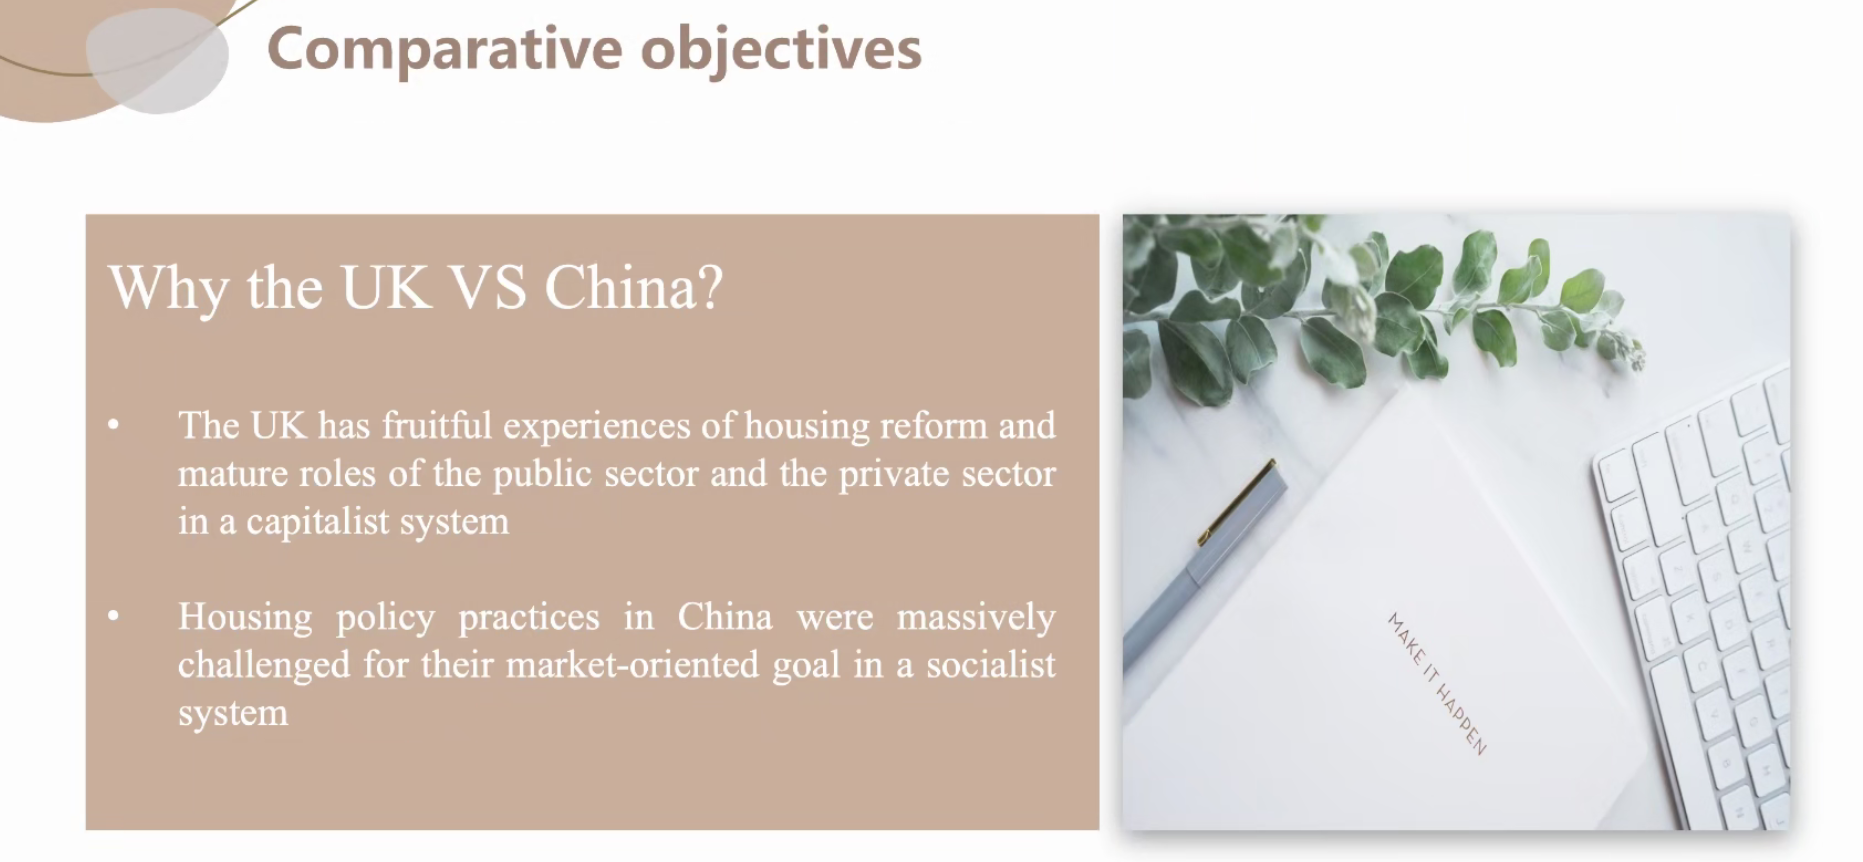 Comparative objectives
Why the UK VS China?
• The UK has fruitful experiences of housing reform and
mature roles of the public sector and the private sector
in a capitalist system
• Housing policy practices in China were massively
challenged for their market-oriented goal in a socialist
system
MAKE IT HAPPEN